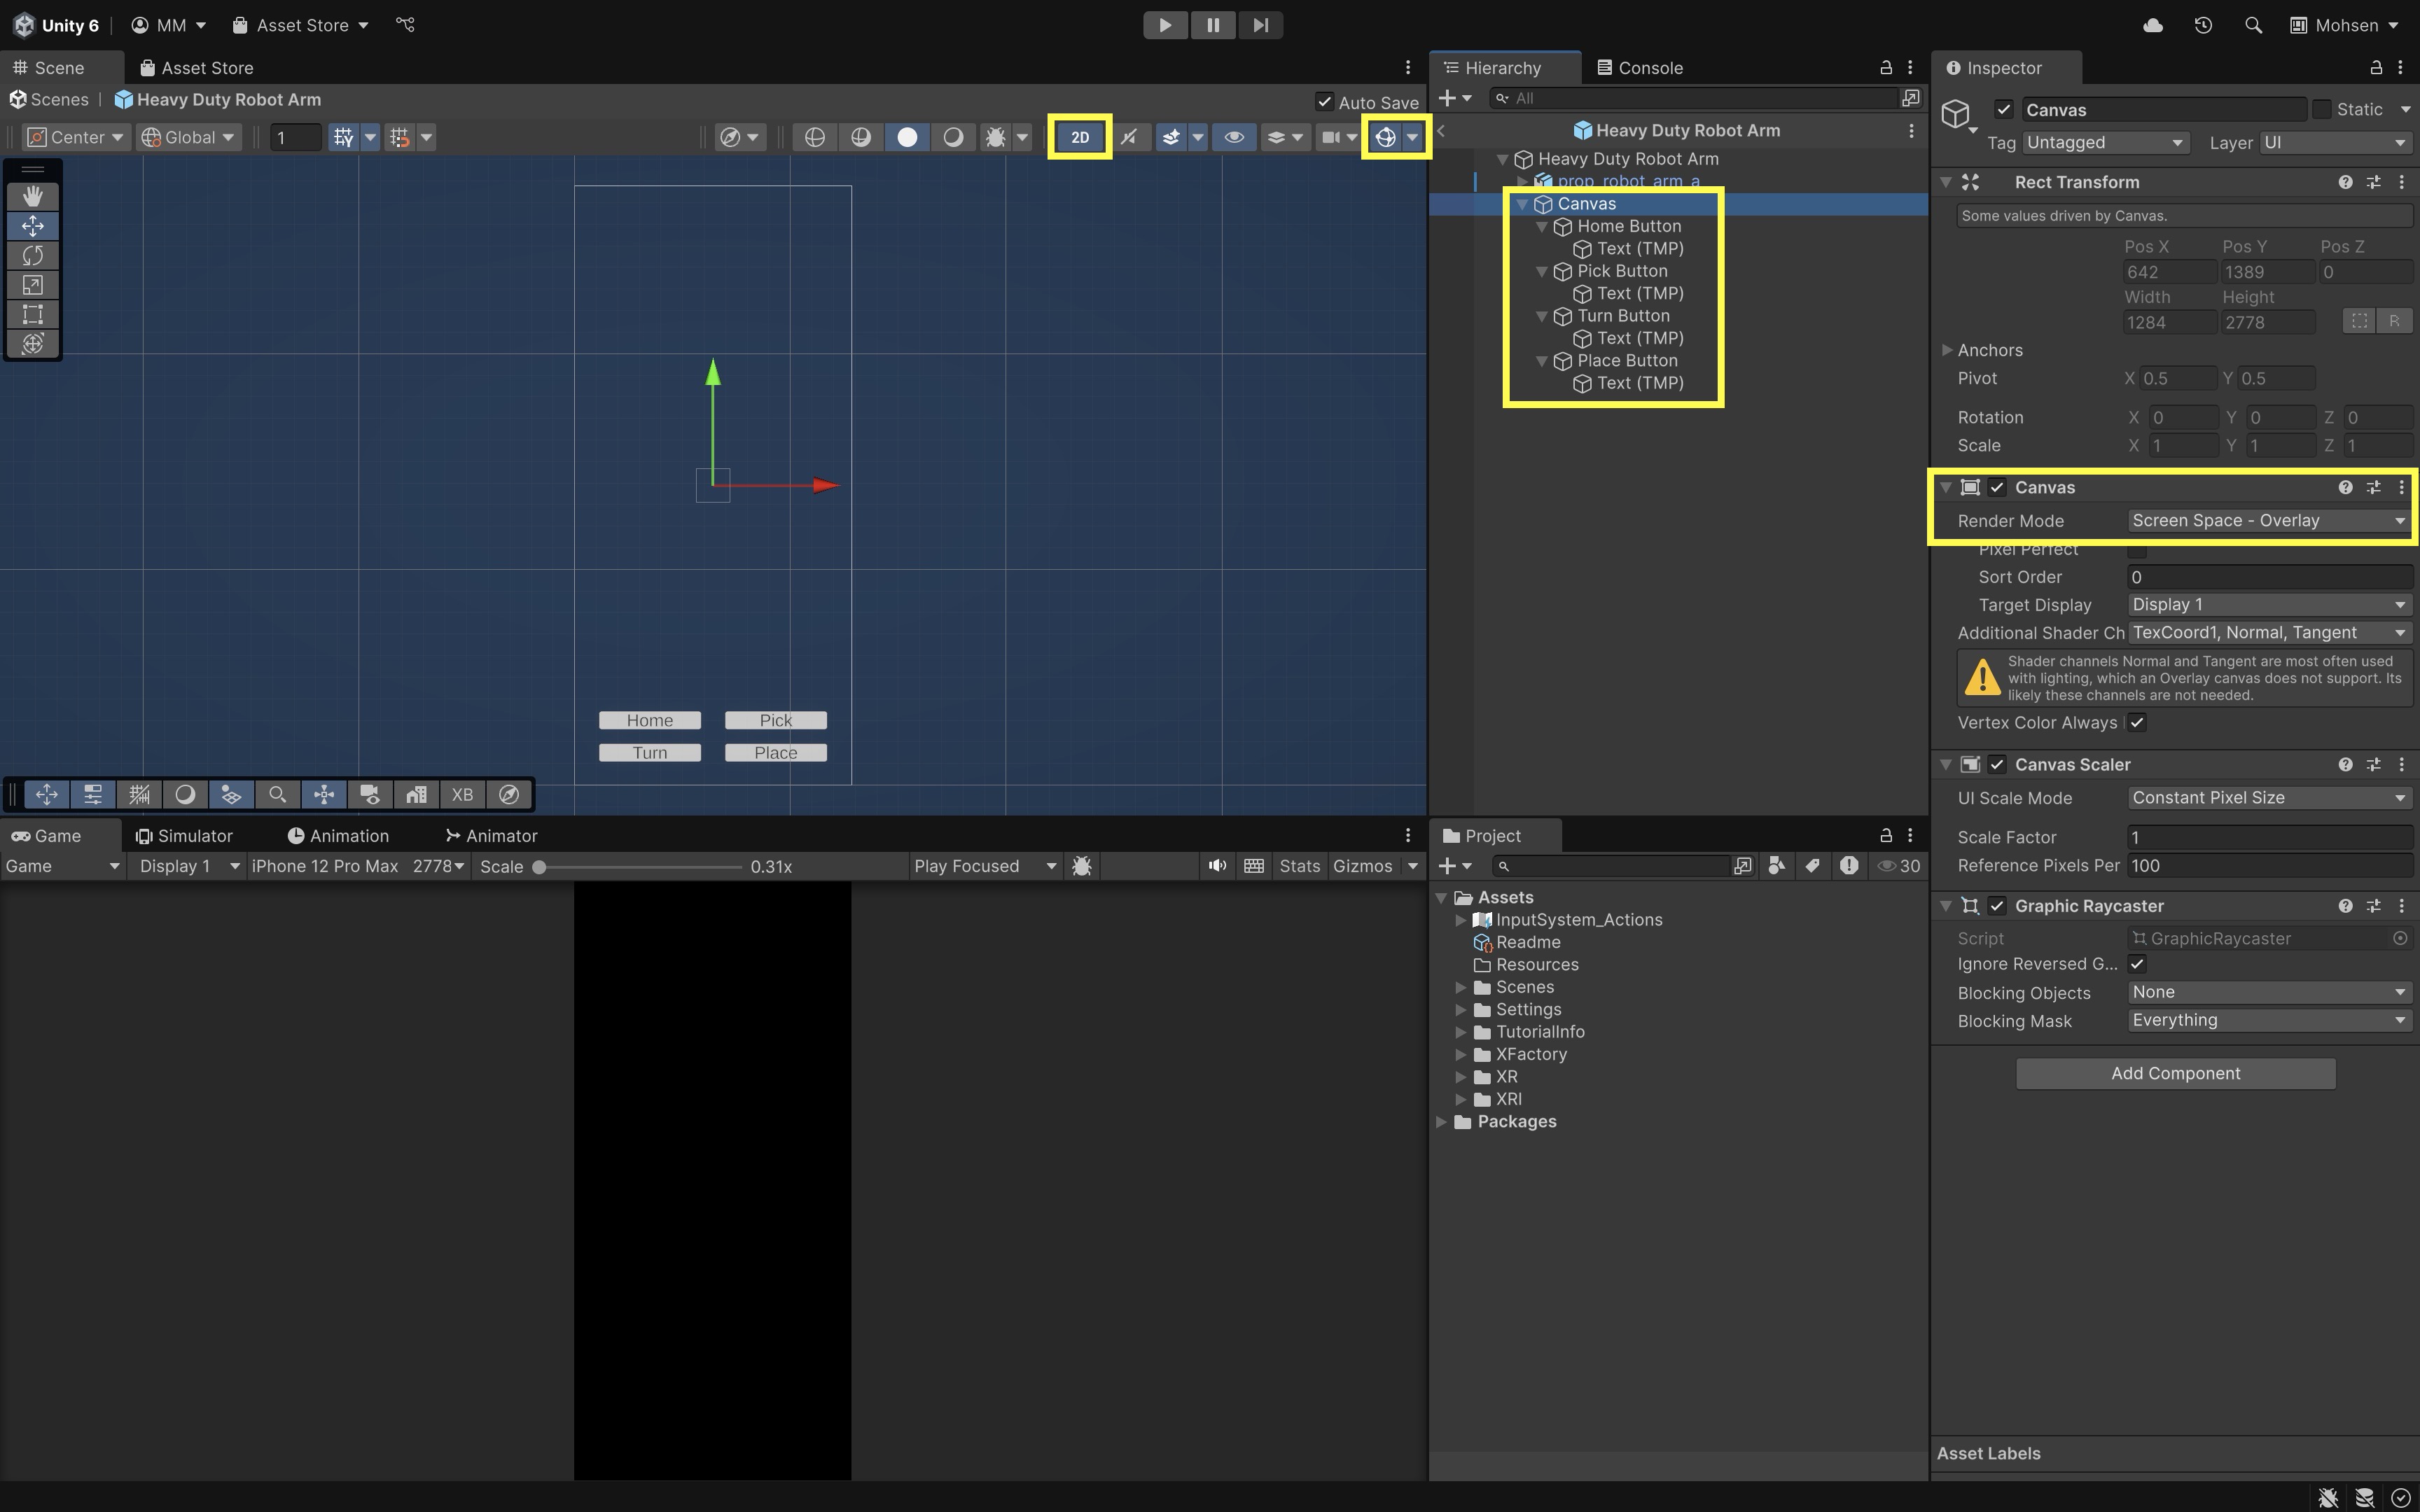 Unity 6 MM Asset Store Mohsen
Scene Asset Store
Scenes Heavy Duty Robot Arm Auto Save
Center Global 1 2D
Home Pick
Turn Place
XB
Game Simulator Animation Animator
Game Display 1 iPhone 12 Pro Max 2778 Scale 0.31x Play Focused Stats Gizmos
Hierarchy Console
All
Heavy Duty Robot Arm
Heavy Duty Robot Arm
prop_robot_arm_a
Canvas
Home Button
Text (TMP)
Pick Button
Text (TMP)
Turn Button
Text (TMP)
Place Button
Text (TMP)
Project
30
Assets
InputSystem_Actions
Readme
Resources
Scenes
Settings
TutorialInfo
XFactory
XR
XRI
Packages
Inspector
Canvas Static
Tag Untagged Layer UI
Rect Transform
Some values driven by Canvas.
Pos X Pos Y Pos Z
642 1389 0
Width Height
1284 2778 R
Anchors
Pivot X 0.5 Y 0.5
Rotation X 0 Y 0 Z 0
Scale X 1 Y 1 Z 1
Canvas
Render Mode Screen Space - Overlay
Pixel Perfect
Sort Order 0
Target Display Display 1
Additional Shader Ch TexCoord1, Normal, Tangent
Shader channels Normal and Tangent are most often used
with lighting, which an Overlay canvas does not support. Its
likely these channels are not needed.
Vertex Color Always
Canvas Scaler
UI Scale Mode Constant Pixel Size
Scale Factor 1
Reference Pixels Per 100
Graphic Raycaster
Script GraphicRaycaster
Ignore Reversed G...
Blocking Objects None
Blocking Mask Everything
Add Component
Asset Labels